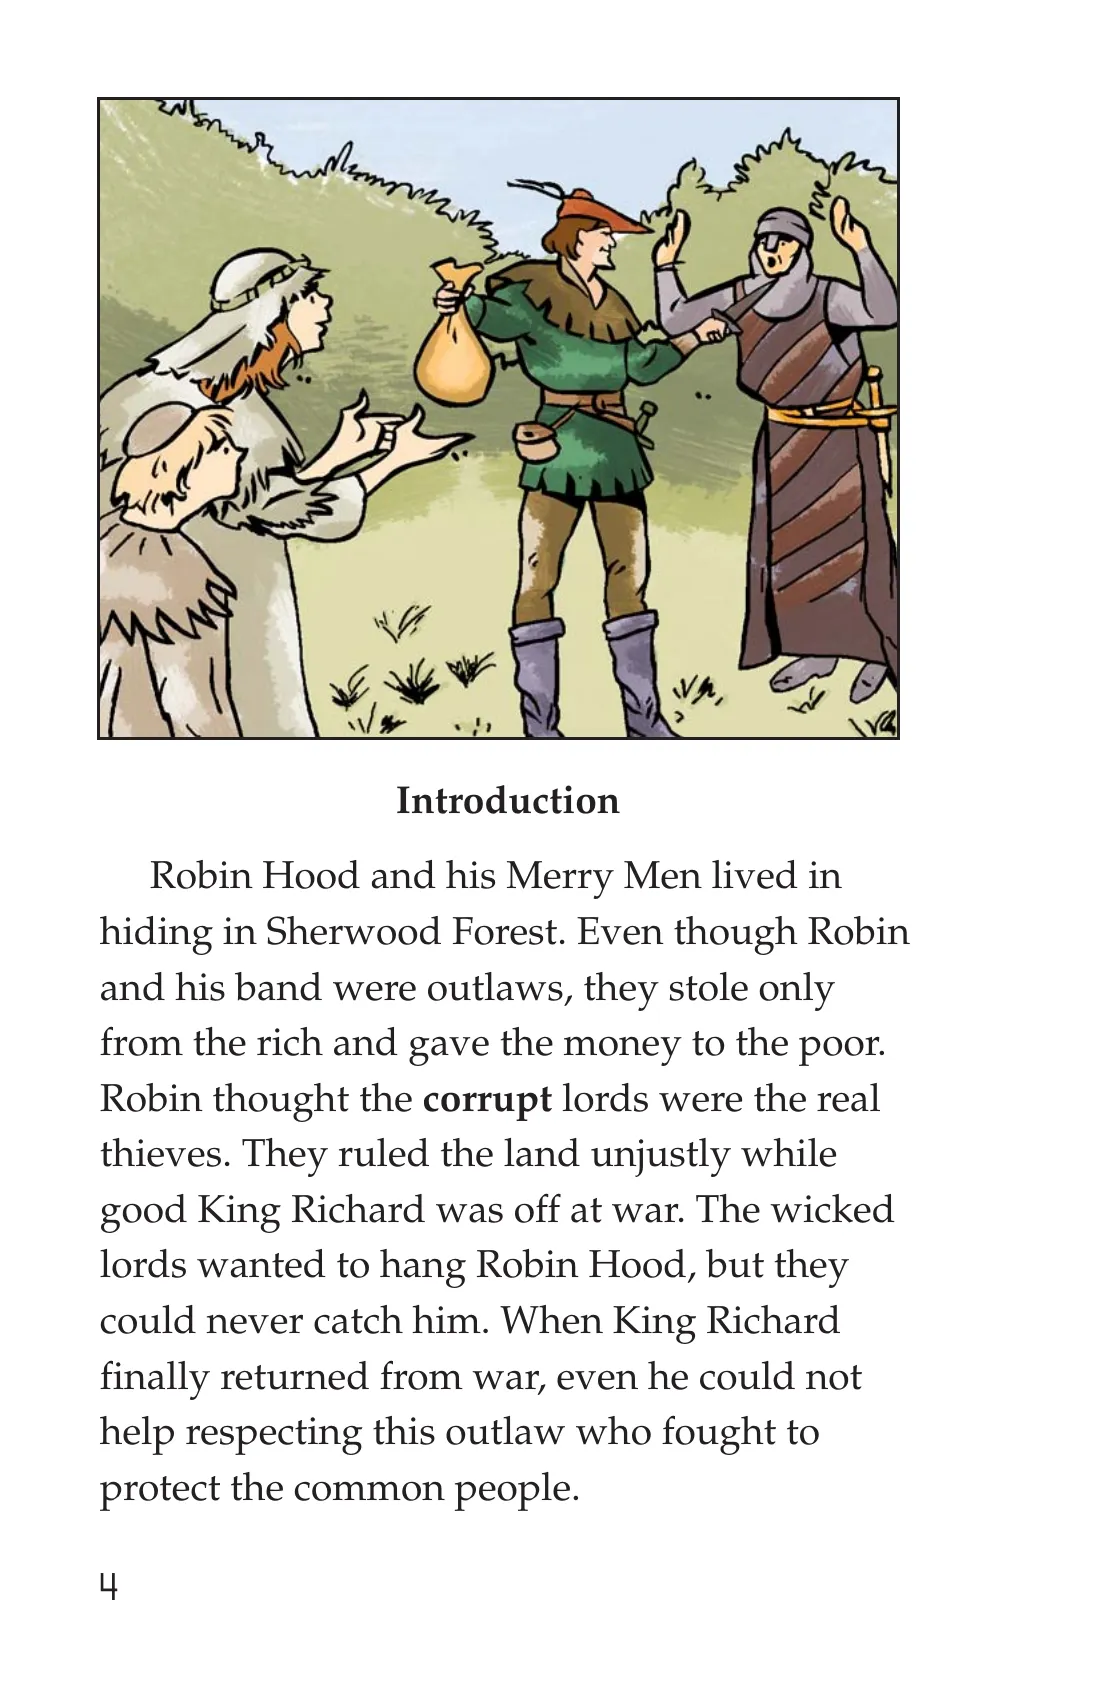 Introduction
Robin Hood and his Merry Men lived in
hiding in Sherwood Forest. Even though Robin
and his band were outlaws, they stole only
from the rich and gave the money to the poor.
Robin thought the corrupt lords were the real
thieves. They ruled the land unjustly while
good King Richard was off at war. The wicked
lords wanted to hang Robin Hood, but they
could never catch him. When King Richard
finally returned from war, even he could not
help respecting this outlaw who fought to
protect the common people.
4